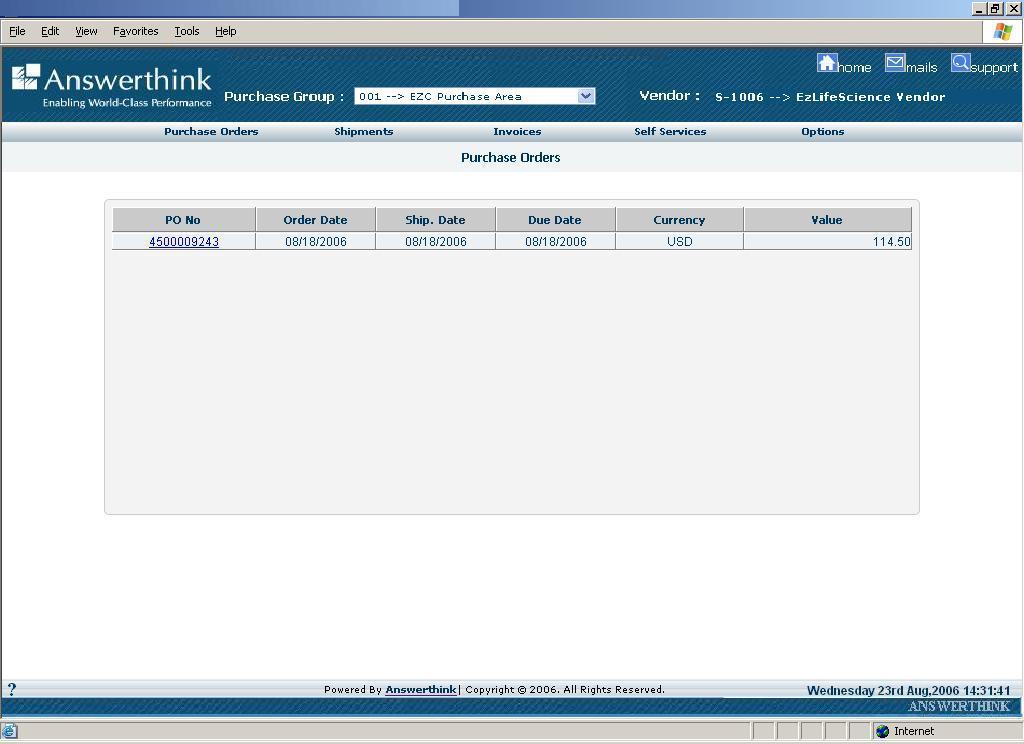 File Edit View Favorites Tools Help
Answerthink
Enabling World-Class Performance
home mails support
Purchase Group : 001 --> EZC Purchase Area Vendor : S-1006 --> EzLifeScience Vendor
Purchase Orders Shipments Invoices Self Services Options
Purchase Orders
PO No Order Date Ship. Date Due Date Currency Value
4500009243 08/18/2006 08/18/2006 08/18/2006 USD 114.50
? Powered By Answerthink| Copyright © 2006. All Rights Reserved. Wednesday 23rd Aug,2006 14:31:41
ANSWERTHINK
Internet